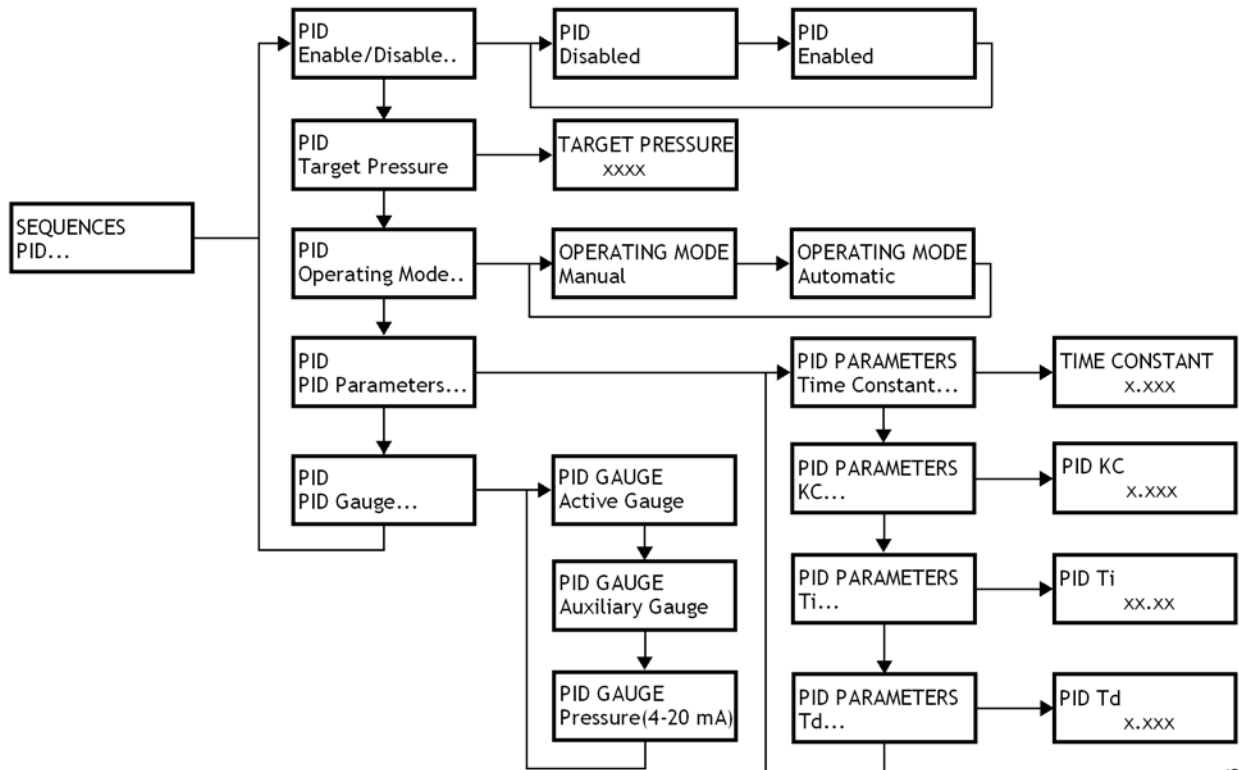 SEQUENCES
PID...
PID
Enable/Disable..
PID
Disabled
PID
Enabled
PID
Target Pressure
TARGET PRESSURE
xxxx
PID
Operating Mode..
OPERATING MODE
Manual
OPERATING MODE
Automatic
PID
PID Parameters...
PID PARAMETERS
Time Constant...
TIME CONSTANT
x.xxx
PID PARAMETERS
KC...
PID KC
x.xxx
PID PARAMETERS
Ti...
PID Ti
xx.xx
PID PARAMETERS
Td...
PID Td
x.xxx
PID
PID Gauge...
PID GAUGE
Active Gauge
PID GAUGE
Auxiliary Gauge
PID GAUGE
Pressure(4-20 mA)